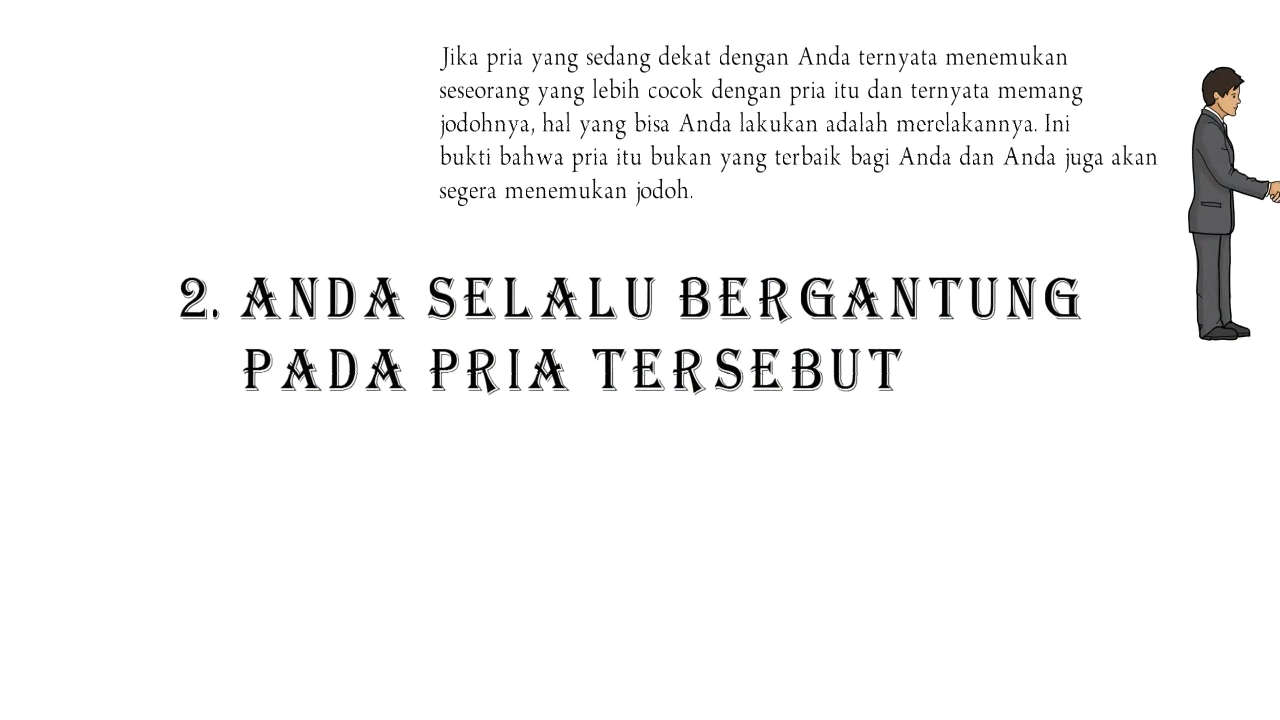 Jika pria yang sedang dekat dengan Anda ternyata menemukan
seseorang yang lebih cocok dengan pria itu dan ternyata memang
jodohnya, hal yang bisa Anda lakukan adalah merelakannya. Ini
bukti bahwa pria itu bukan yang terbaik bagi Anda dan Anda juga akan
segera menemukan jodoh.
2. ANDA SELALU BERGANTUNG
PADA PRIA TERSEBUT